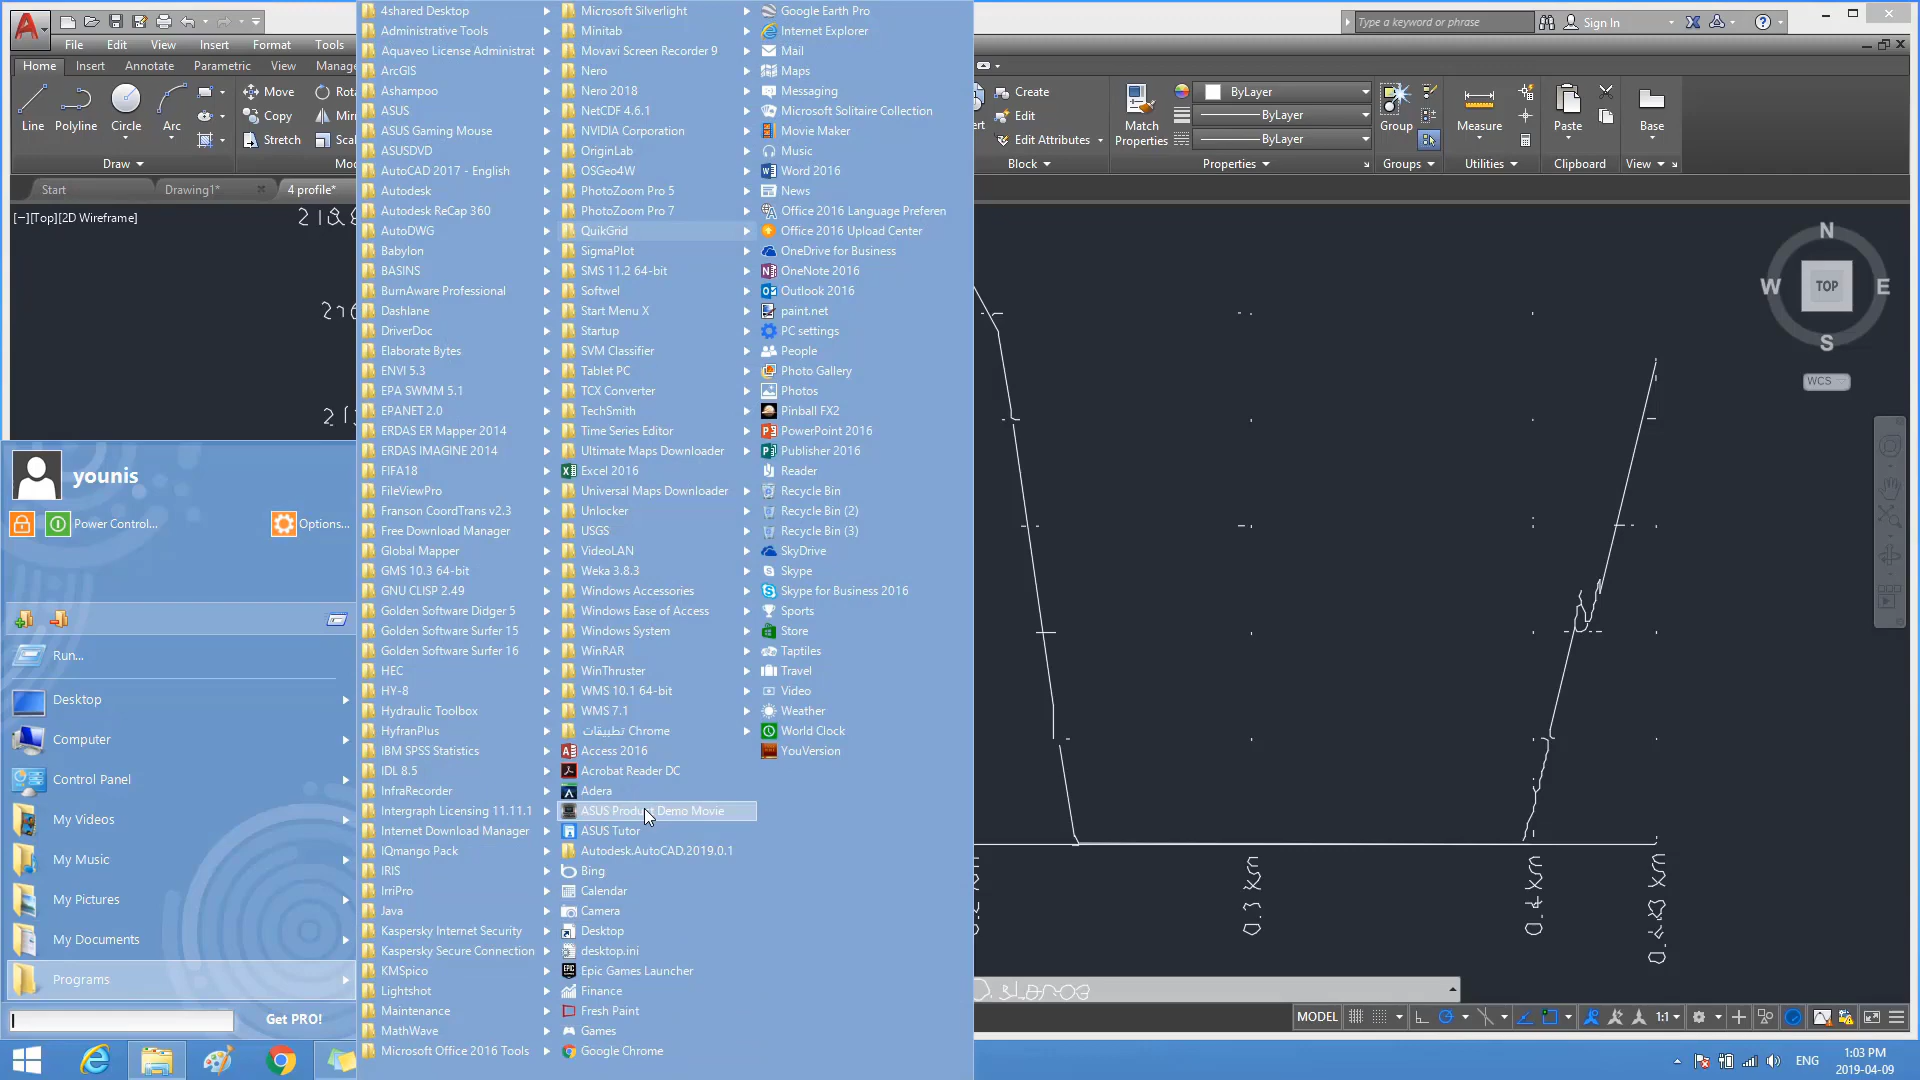 Type a keyword or phrase
Sign In
File
Edit
View
Insert
Format
Tools
Home
Insert
Annotate
Parametric
View
Manag
Line
Polyline
Circle
Arc
Move
Copy
Stretch
Rota
Mirr
Scal
Draw
Mod
Create
Edit
Edit Attributes
Block
Match
Properties
ByLayer
ByLayer
ByLayer
Properties
Group
Groups
Measure
Utilities
Paste
Clipboard
Base
View
Start
Drawing1*
4 profile*
[−][Top][2D Wireframe]
N
W
TOP
E
S
WCS
younis
Power Control...
Options...
Run...
Desktop
Computer
Control Panel
My Videos
My Music
My Pictures
My Documents
Programs
Get PRO!
4shared Desktop
Administrative Tools
Aquaveo License Administrat
ArcGIS
Ashampoo
ASUS
ASUS Gaming Mouse
ASUSDVD
AutoCAD 2017 - English
Autodesk
Autodesk ReCap 360
AutoDWG
Babylon
BASINS
BurnAware Professional
Dashlane
DriverDoc
Elaborate Bytes
ENVI 5.3
EPA SWMM 5.1
EPANET 2.0
ERDAS ER Mapper 2014
ERDAS IMAGINE 2014
FIFA18
FileViewPro
Franson CoordTrans v2.3
Free Download Manager
Global Mapper
GMS 10.3 64-bit
GNU CLISP 2.49
Golden Software Didger 5
Golden Software Surfer 15
Golden Software Surfer 16
HEC
HY-8
Hydraulic Toolbox
HyfranPlus
IBM SPSS Statistics
IDL 8.5
InfraRecorder
Intergraph Licensing 11.11.1
Internet Download Manager
IQmango Pack
IRIS
IrriPro
Java
Kaspersky Internet Security
Kaspersky Secure Connection
KMSpico
Lightshot
Maintenance
MathWave
Microsoft Office 2016 Tools
Microsoft Silverlight
Minitab
Movavi Screen Recorder 9
Nero
Nero 2018
NetCDF 4.6.1
NVIDIA Corporation
OriginLab
OSGeo4W
PhotoZoom Pro 5
PhotoZoom Pro 7
QuikGrid
SigmaPlot
SMS 11.2 64-bit
Softwel
Start Menu X
Startup
SVM Classifier
Tablet PC
TCX Converter
TechSmith
Time Series Editor
Ultimate Maps Downloader
Excel 2016
Universal Maps Downloader
Unlocker
USGS
VideoLAN
Weka 3.8.3
Windows Accessories
Windows Ease of Access
Windows System
WinRAR
WinThruster
WMS 10.1 64-bit
WMS 7.1
تطبيقات Chrome
Access 2016
Acrobat Reader DC
Adera
ASUS Product Demo Movie
ASUS Tutor
Autodesk.AutoCAD.2019.0.1
Bing
Calendar
Camera
Desktop
desktop.ini
Epic Games Launcher
Finance
Fresh Paint
Games
Google Chrome
Google Earth Pro
Internet Explorer
Mail
Maps
Messaging
Microsoft Solitaire Collection
Movie Maker
Music
Word 2016
News
Office 2016 Language Preferen
Office 2016 Upload Center
OneDrive for Business
OneNote 2016
Outlook 2016
paint.net
PC settings
People
Photo Gallery
Photos
Pinball FX2
PowerPoint 2016
Publisher 2016
Reader
Recycle Bin
Recycle Bin (2)
Recycle Bin (3)
SkyDrive
Skype
Skype for Business 2016
Sports
Store
Taptiles
Travel
Video
Weather
World Clock
YouVersion
MODEL
1:1
ENG
1:03 PM
2019-04-09